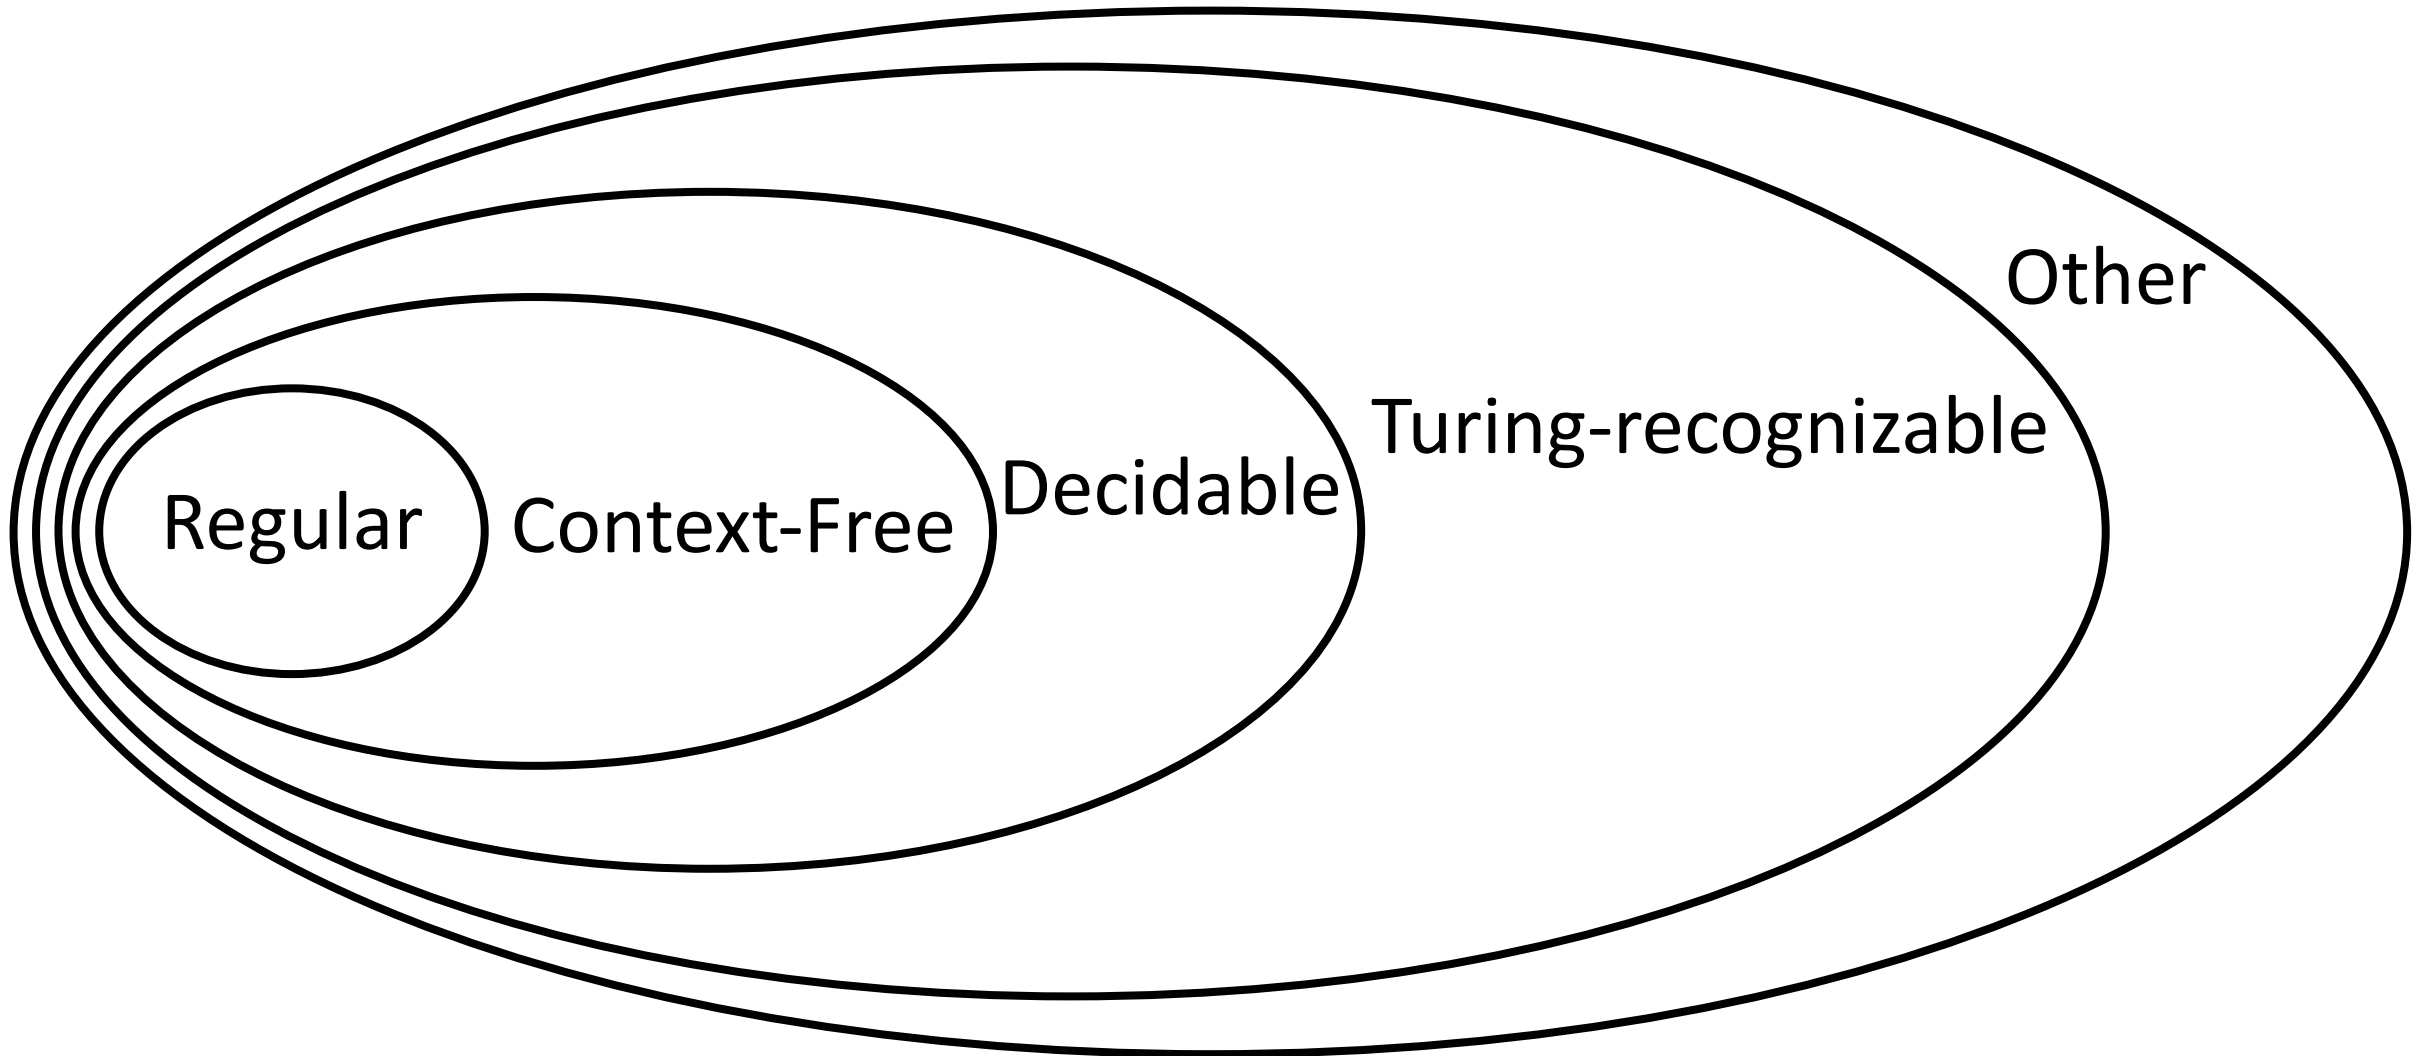 Other
Turing-recognizable
Decidable
Regular
Context-Free